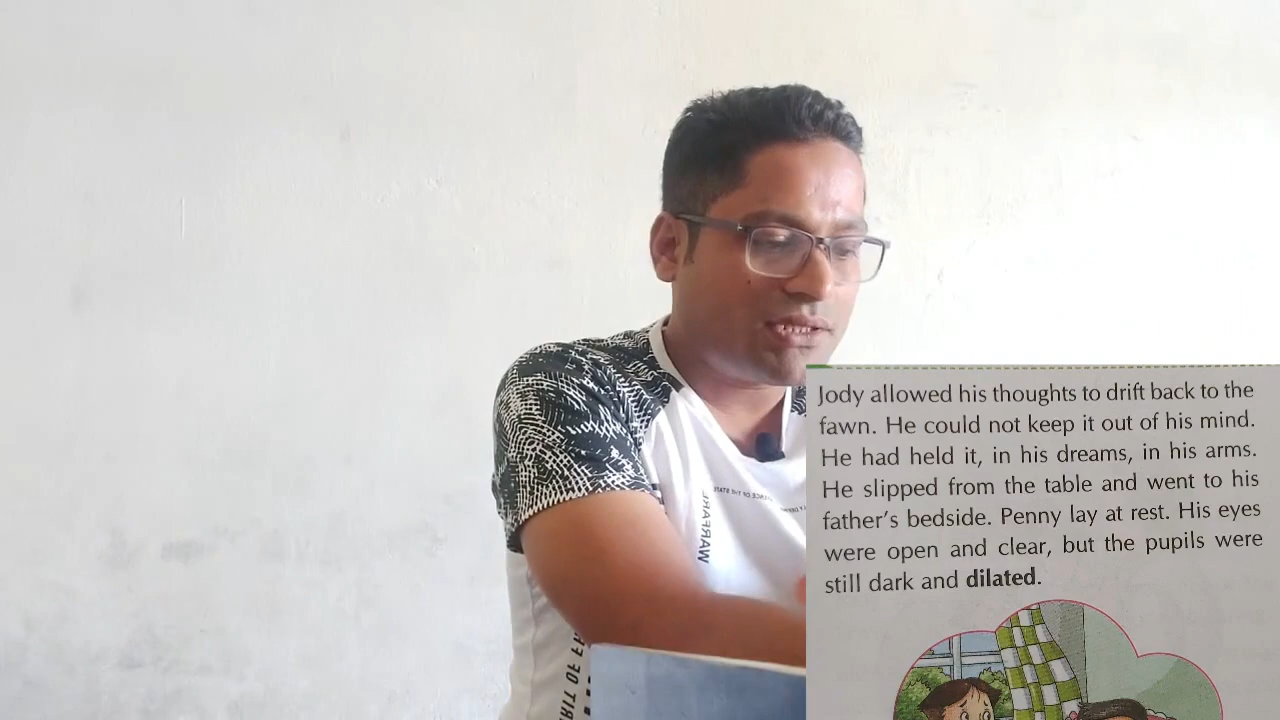 Jody allowed his thoughts to drift back to the
fawn. He could not keep it out of his mind.
He had held it, in his dreams, in his arms.
He slipped from the table and went to his
father's bedside. Penny lay at rest. His eyes
were open and clear, but the pupils were
still dark and dilated.
WARFARA